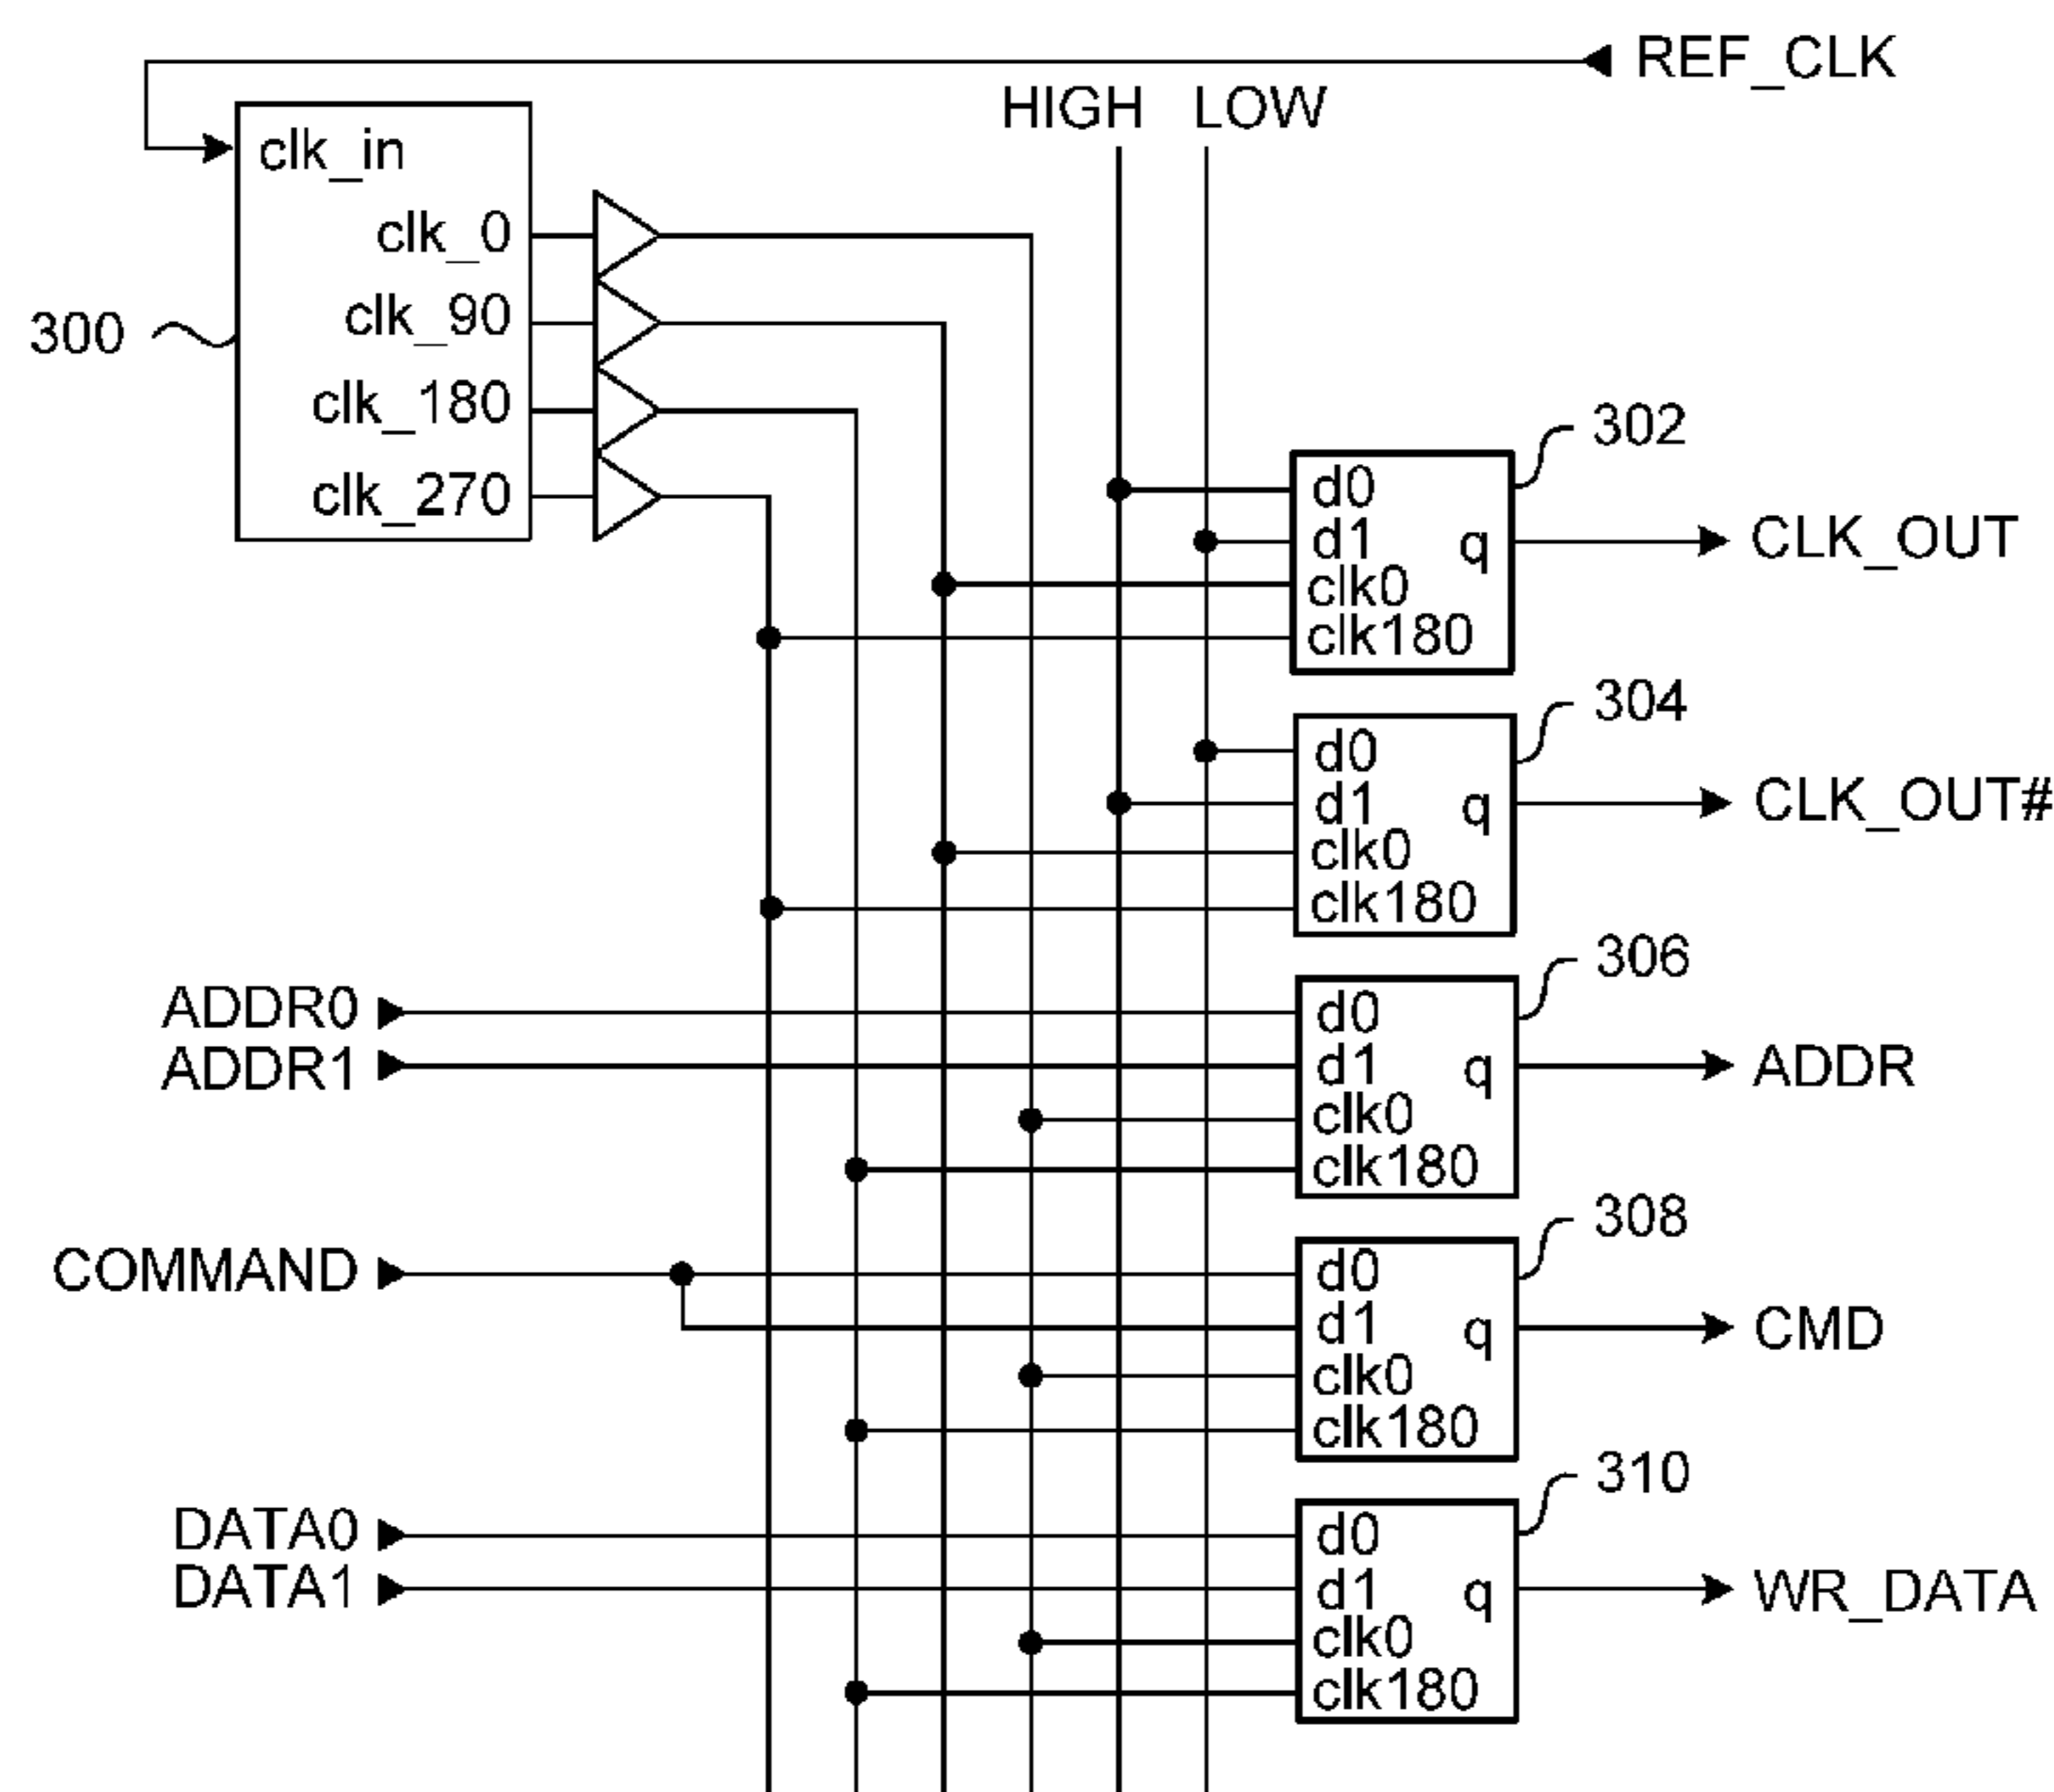 REF_CLK
HIGH LOW
clk_in
clk_0
clk_90
300
clk_180
clk_270
302
d0
d1
q
CLK_OUT
clk0
clk180
304
d0
d1
q
CLK_OUT#
clk0
clk180
306
ADDR0
d0
ADDR1
d1
q
ADDR
clk0
clk180
308
COMMAND
d0
d1
q
CMD
clk0
clk180
310
DATA0
d0
DATA1
d1
q
WR_DATA
clk0
clk180